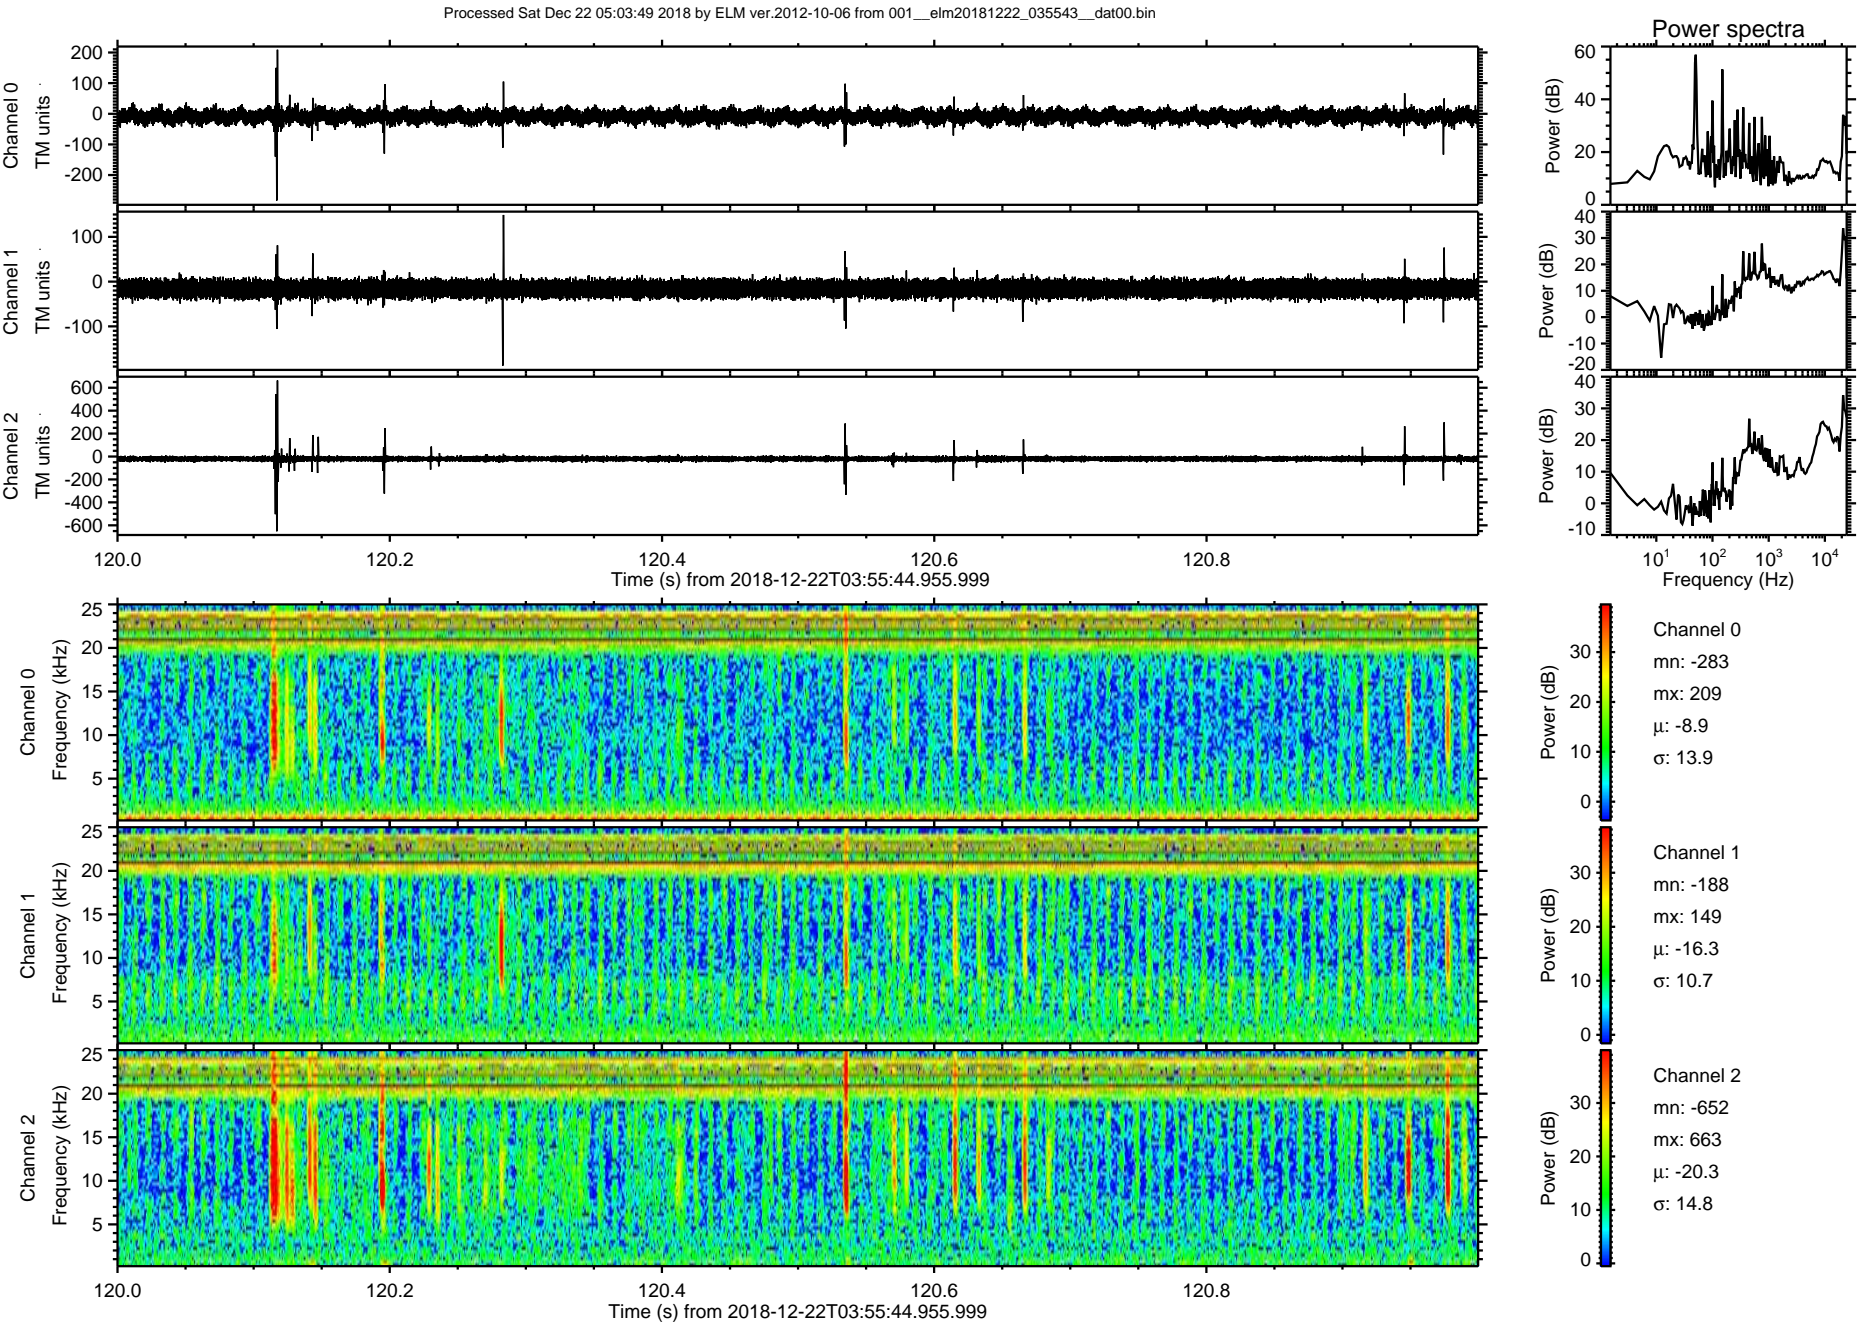 Processed Sat Dec 22 05:03:49 2018 by ELM ver.2012-10-06 from 001__elm20181222_035543__dat00.bin
Power spectra
Channel 0
TM units
200
100
0
-100
-200
Power (dB)
60
40
20
0
Channel 1
TM units
100
0
-100
Power (dB)
40
30
20
10
0
-10
-20
Channel 2
TM units
600
400
200
0
-200
-400
-600
Power (dB)
40
30
20
10
0
-10
120.0 120.2 120.4 120.6 120.8
Time (s) from 2018-12-22T03:55:44.955.999
10¹ 10² 10³ 10⁴
Frequency (Hz)
Channel 0
Frequency (kHz)
25
20
15
10
5
Power (dB)
30
20
10
0
Channel 0
mn: -283
mx: 209
μ: -8.9
σ: 13.9
Channel 1
Frequency (kHz)
25
20
15
10
5
Power (dB)
30
20
10
0
Channel 1
mn: -188
mx: 149
μ: -16.3
σ: 10.7
Channel 2
Frequency (kHz)
25
20
15
10
5
Power (dB)
30
20
10
0
Channel 2
mn: -652
mx: 663
μ: -20.3
σ: 14.8
120.0 120.2 120.4 120.6 120.8
Time (s) from 2018-12-22T03:55:44.955.999